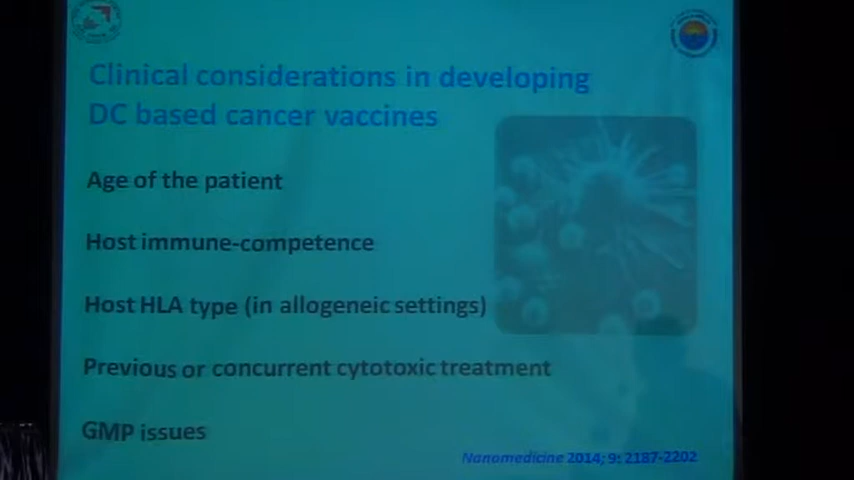 Clinical considerations in developing
DC based cancer vaccines
Age of the patient
Host immune-competence
Host HLA type (in allogeneic settings)
Previous or concurrent cytotoxic treatment
GMP issues
Nanomedicine 2014; 9: 2187-2202